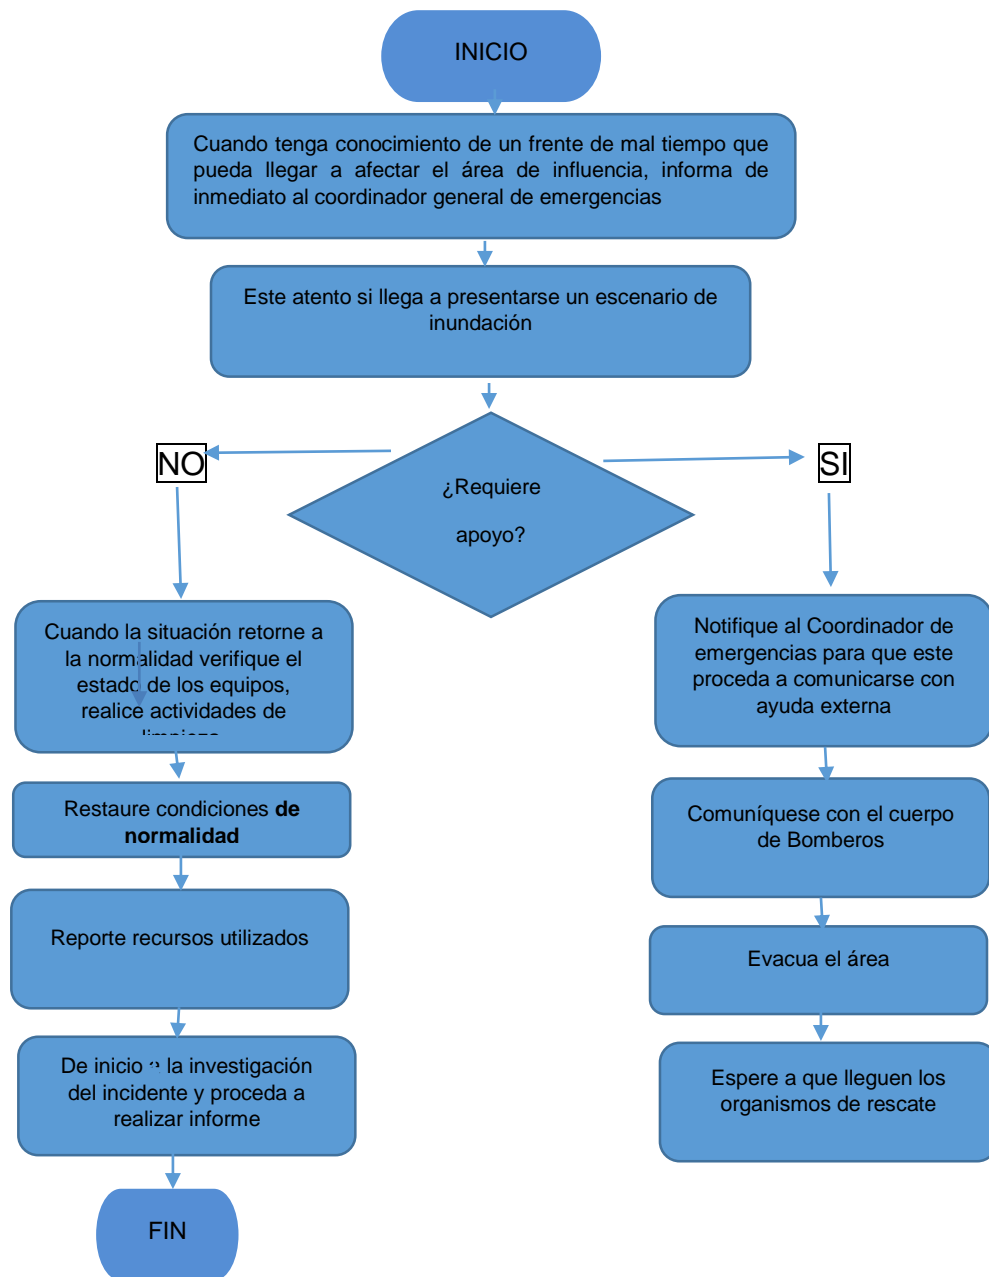 INICIO
Cuando tenga conocimiento de un frente de mal tiempo que
pueda llegar a afectar el área de influencia, informa de
inmediato al coordinador general de emergencias
Este atento si llega a presentarse un escenario de
inundación
¿Requiere
apoyo?
NO
SI
Cuando la situación retorne a
la normalidad verifique el
estado de los equipos,
realice actividades de
Restaure condiciones de
normalidad
Reporte recursos utilizados
De inicio a la investigación
del incidente y proceda a
realizar informe
FIN
Notifique al Coordinador de
emergencias para que este
proceda a comunicarse con
ayuda externa
Comuníquese con el cuerpo
de Bomberos
Evacua el área
Espere a que lleguen los
organismos de rescate